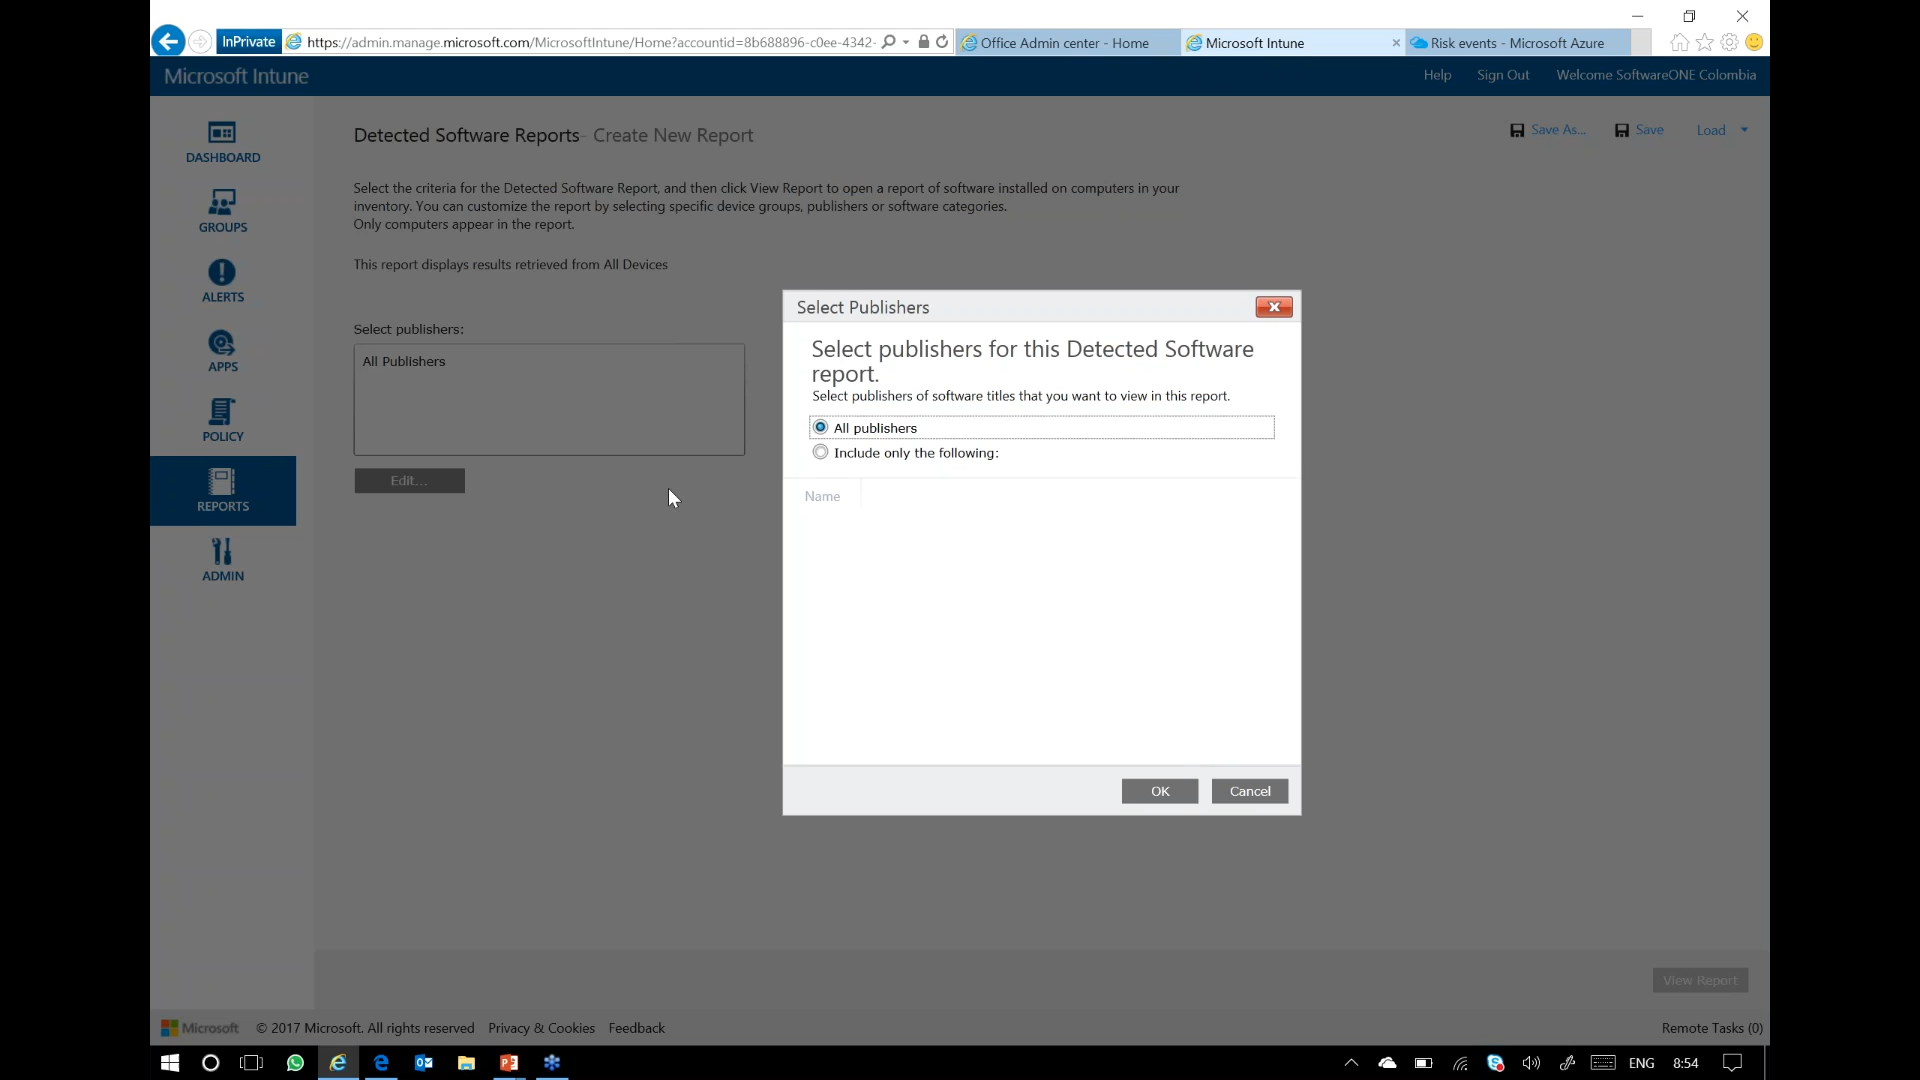 InPrivate
https://admin.manage.microsoft.com/MicrosoftIntune/Home?accountid=8b688896-c0ee-4342-
Office Admin center - Home
Microsoft Intune
Risk events - Microsoft Azure
Microsoft Intune
Help
Sign Out
Welcome SoftwareONE Colombia
DASHBOARD
GROUPS
ALERTS
APPS
POLICY
REPORTS
ADMIN
Detected Software Reports- Create New Report
Save As...
Save
Load
Select the criteria for the Detected Software Report, and then click View Report to open a report of software installed on computers in your
inventory. You can customize the report by selecting specific device groups, publishers or software categories.
Only computers appear in the report.
This report displays results retrieved from All Devices
Select publishers:
All Publishers
Edit...
Select Publishers
Select publishers for this Detected Software
report.
Select publishers of software titles that you want to view in this report.
All publishers
Include only the following:
Name
OK
Cancel
View Report
Microsoft
© 2017 Microsoft. All rights reserved
Privacy & Cookies
Feedback
Remote Tasks (0)
ENG
8:54